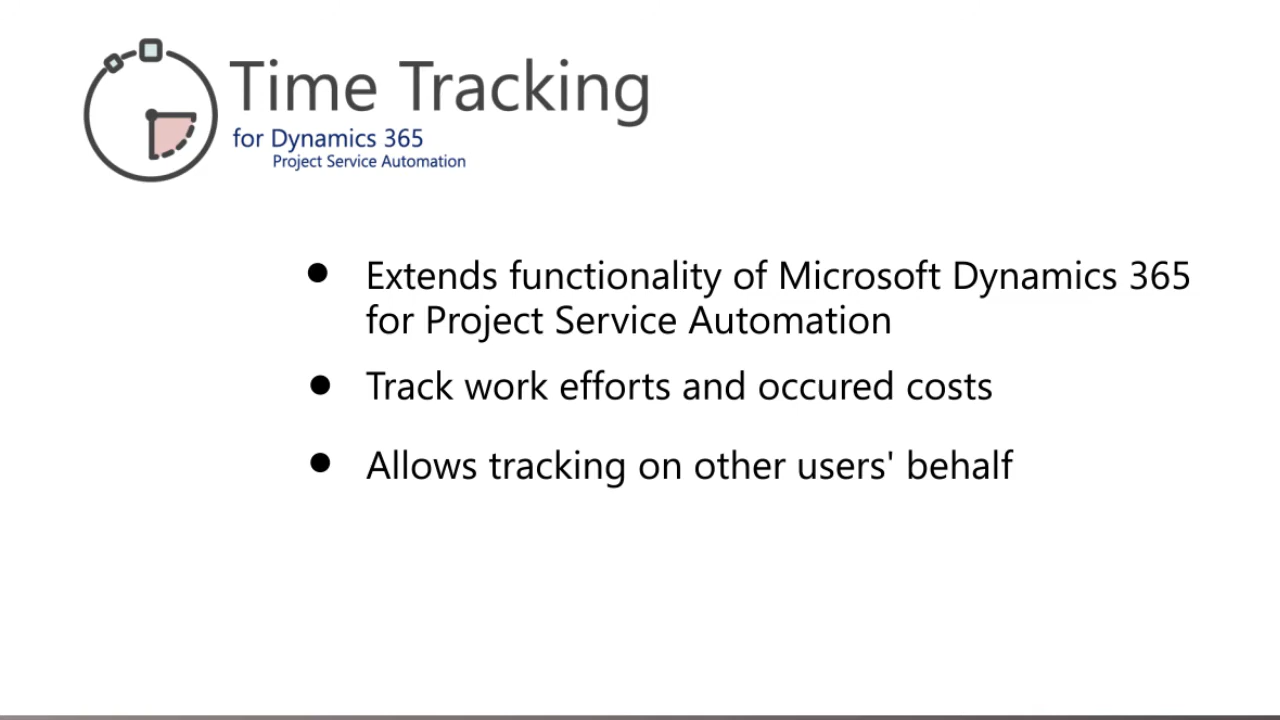 Time Tracking
for Dynamics 365
Project Service Automation
● Extends functionality of Microsoft Dynamics 365
for Project Service Automation
● Track work efforts and occured costs
● Allows tracking on other users' behalf